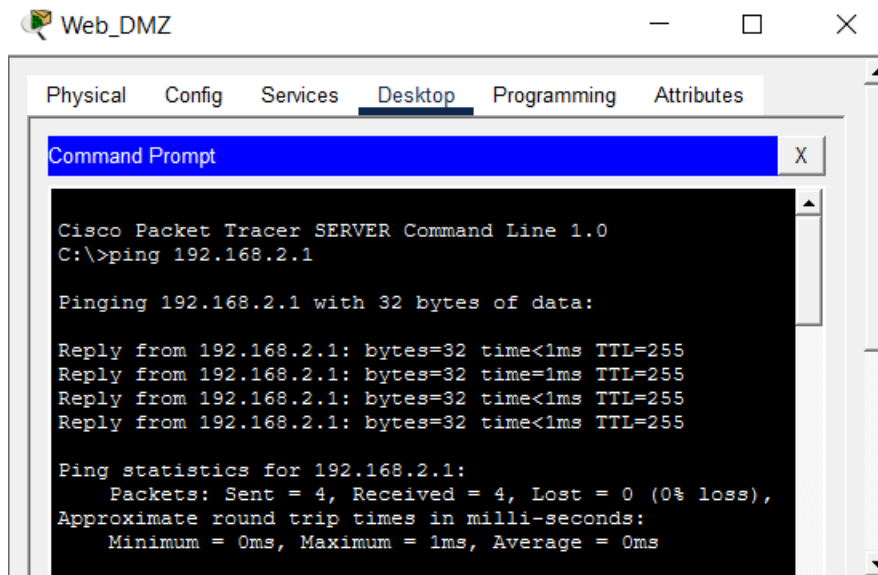 Web_DMZ
Physical Config Services Desktop Programming Attributes
Command Prompt X
Cisco Packet Tracer SERVER Command Line 1.0
C:\>ping 192.168.2.1
Pinging 192.168.2.1 with 32 bytes of data:
Reply from 192.168.2.1: bytes=32 time<1ms TTL=255
Reply from 192.168.2.1: bytes=32 time=1ms TTL=255
Reply from 192.168.2.1: bytes=32 time<1ms TTL=255
Reply from 192.168.2.1: bytes=32 time<1ms TTL=255
Ping statistics for 192.168.2.1:
Packets: Sent = 4, Received = 4, Lost = 0 (0% loss),
Approximate round trip times in milli-seconds:
Minimum = 0ms, Maximum = 1ms, Average = 0ms